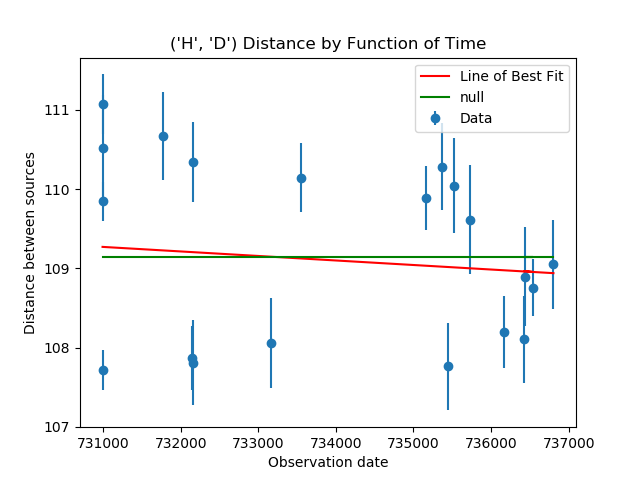 ('H', 'D') Distance by Function of Time
Line of Best Fit
null
Data
111
110
109
108
107
Distance between sources
731000 732000 733000 734000 735000 736000 737000
Observation date